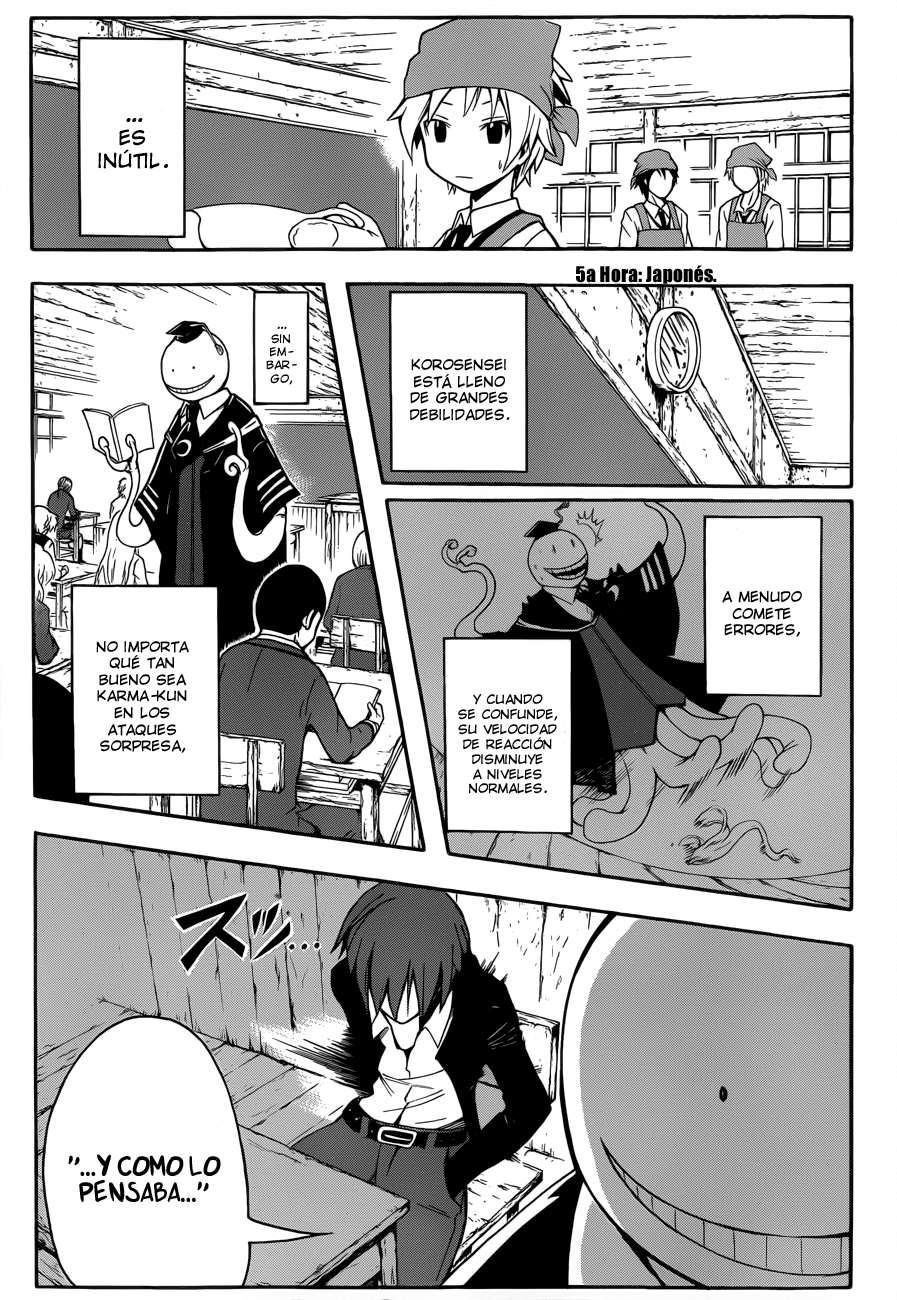 ...
ES
INÚTIL.
5a Hora: Japonés.
KOROSENSEI
ESTÁ LLENO
DE GRANDES
DEBILIDADES.
A MENUDO
COMETE
ERRORES,
Y CUANDO
SE CONFUNDE,
SU VELOCIDAD
DE REACCIÓN
DISMINUYE
A NIVELES
NORMALES.
...
SIN
EM-
BAR-
GO,
NO IMPORTA
QUÉ TAN
BUENO SEA
KARMA-KUN
EN LOS
ATAQUES
SORPRESA,
スッ...
"...Y COMO LO
PENSABA..."